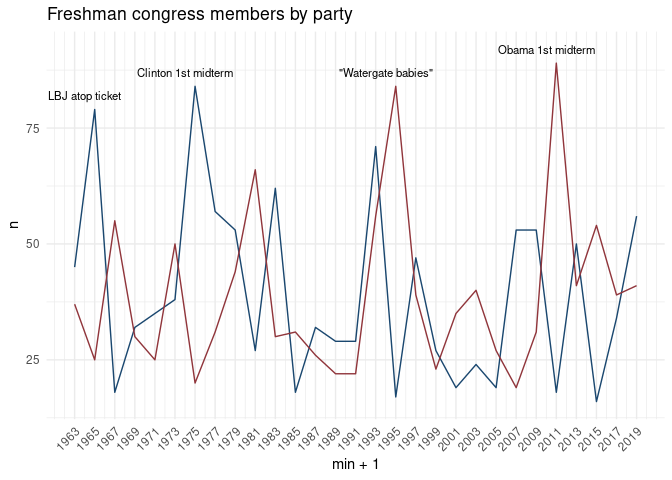 Freshman congress members by party
Obama 1st midterm
Clinton 1st midterm
"Watergate babies"
LBJ atop ticket
75
50
25
n
1963 1965 1967 1969 1971 1973 1975 1977 1979 1981 1983 1985 1987 1989 1991 1993 1995 1997 1999 2001 2003 2005 2007 2009 2011 2013 2015 2017 2019
min + 1